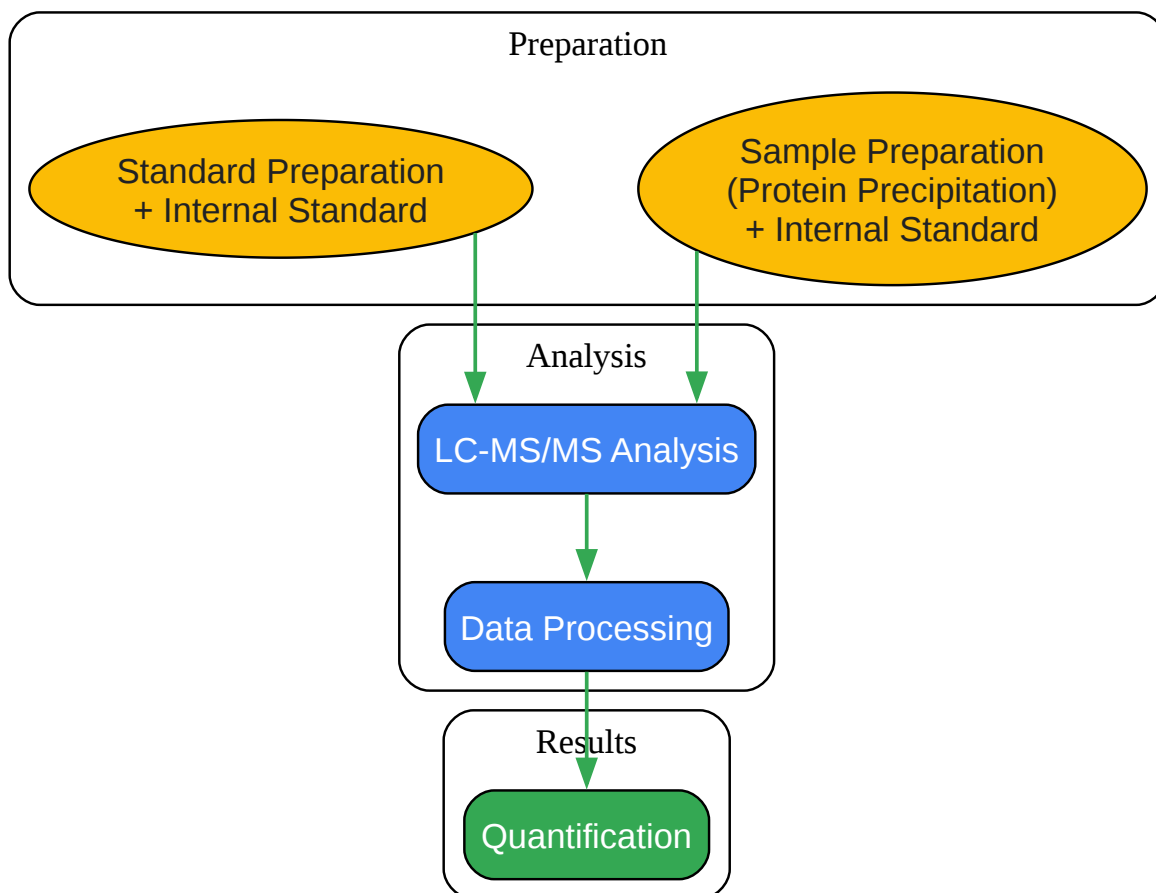 Preparation
Standard Preparation
+ Internal Standard
Sample Preparation
(Protein Precipitation)
+ Internal Standard
Analysis
LC-MS/MS Analysis
Data Processing
Results
Quantification